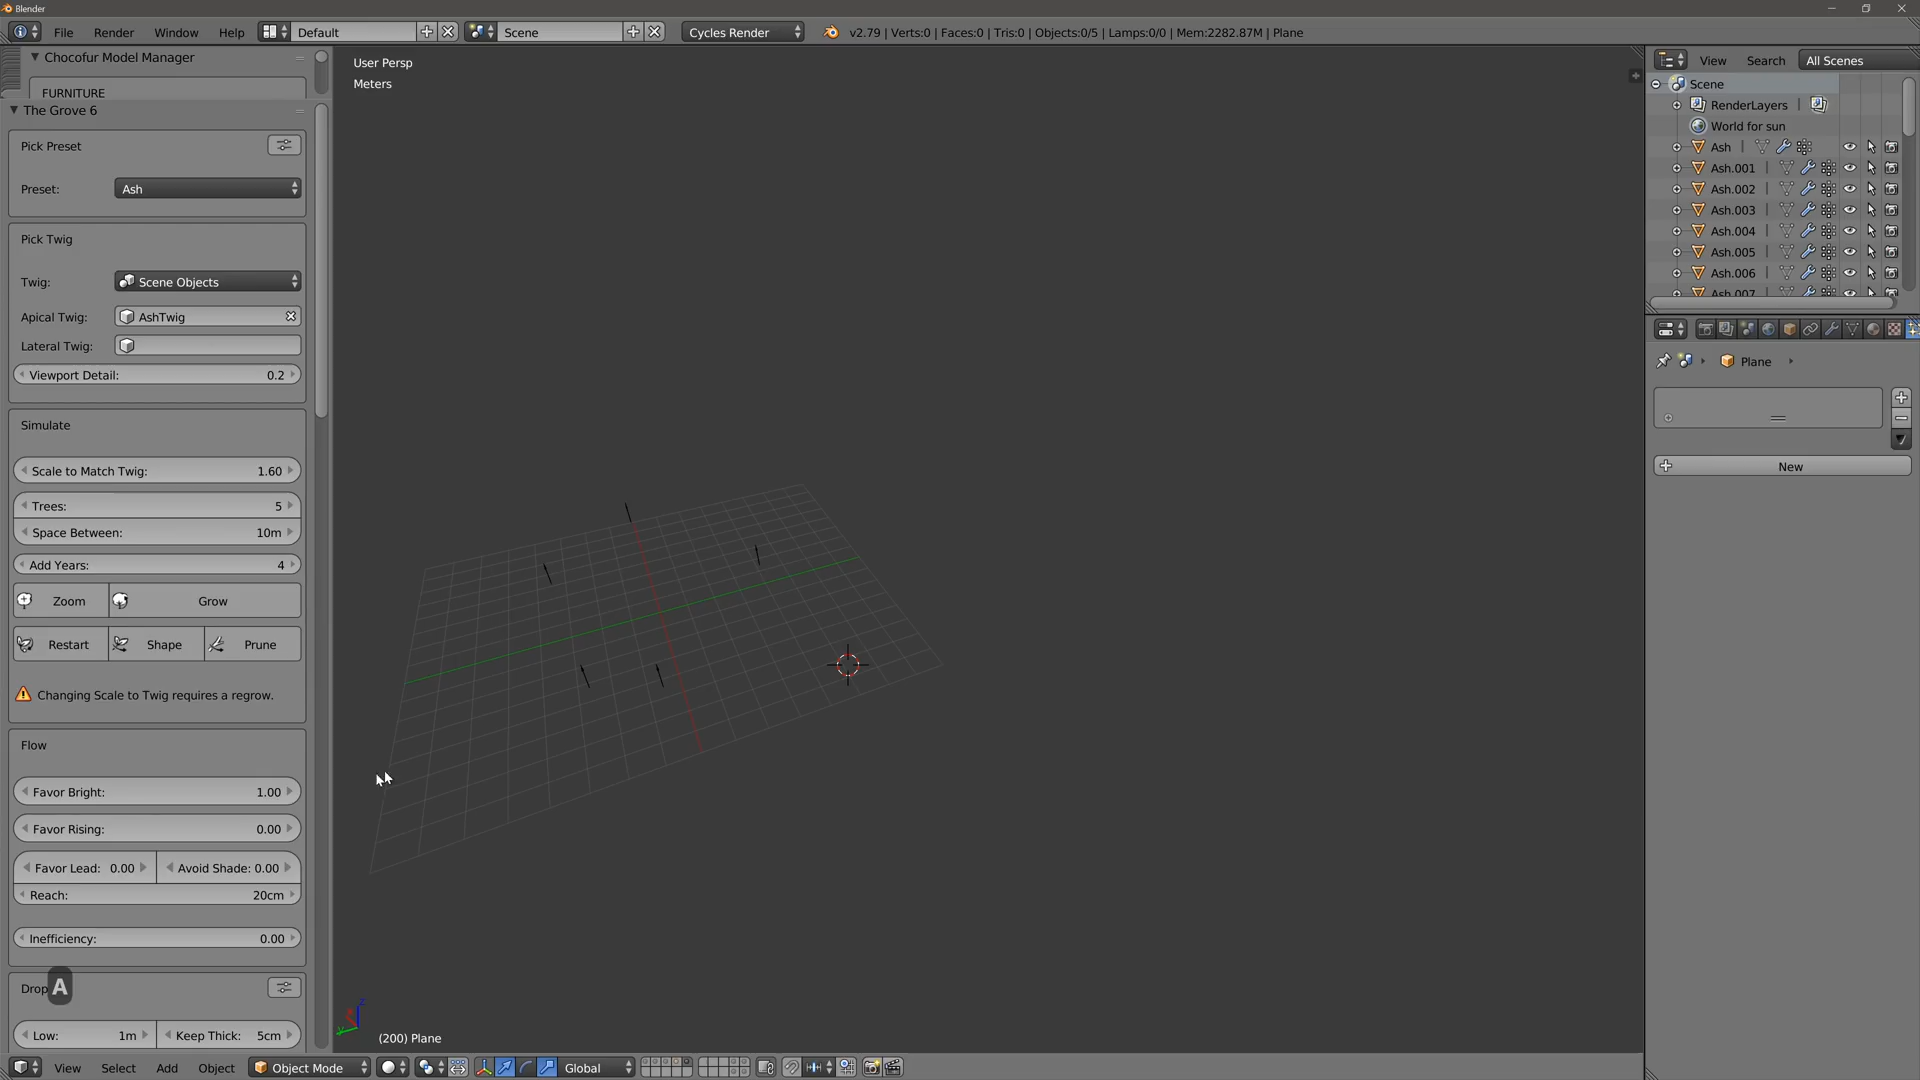 Blender
File Render Window Help Default Scene Cycles Render v2.79 | Verts:0 | Faces:0 | Tris:0 | Objects:0/5 | Lamps:0/0 | Mem:2282.87M | Plane
Chocofur Model Manager
FURNITURE
The Grove 6
Pick Preset
Preset: Ash
Pick Twig
Twig: Scene Objects
Apical Twig: AshTwig
Lateral Twig:
Viewport Detail: 0.2
Simulate
Scale to Match Twig: 1.60
Trees: 5
Space Between: 10m
Add Years: 4
Zoom Grow
Restart Shape Prune
Changing Scale to Twig requires a regrow.
Flow
Favor Bright: 1.00
Favor Rising: 0.00
Favor Lead: 0.00 Avoid Shade: 0.00
Reach: 20cm
Inefficiency: 0.00
Drop
A
Low: 1m Keep Thick: 5cm
User Persp
Meters
(200) Plane
View Select Add Object Object Mode Global
View Search All Scenes
Scene
RenderLayers |
World for sun
Ash |
Ash.001 |
Ash.002 |
Ash.003 |
Ash.004 |
Ash.005 |
Ash.006 |
Ash.007 |
Plane
New